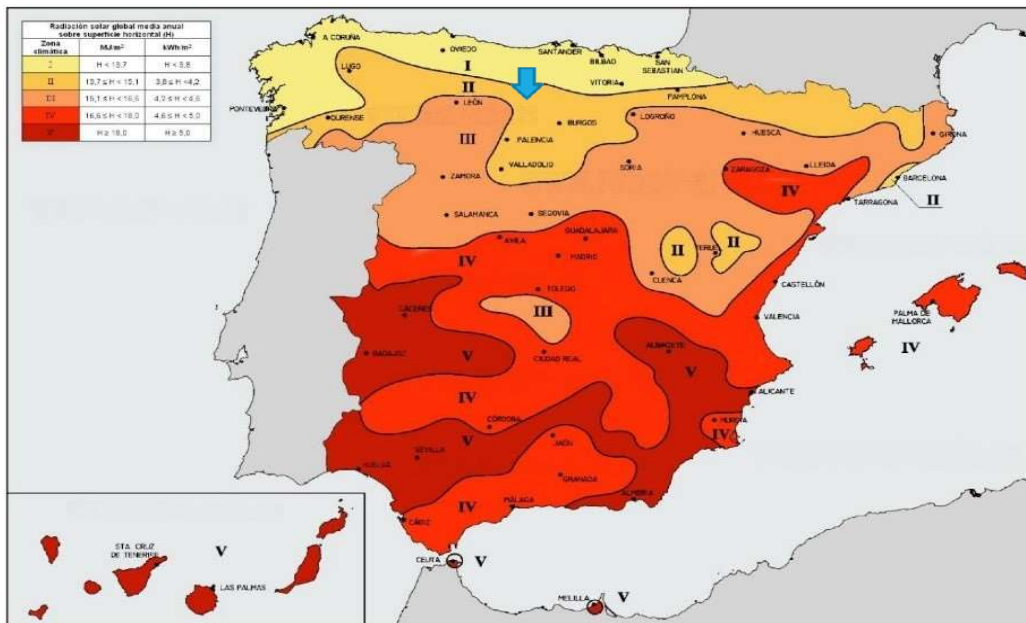 Radiación solar global media anual
sobre superficie horizontal (H)
Zona
climática
MJ/m²
kWh/m²
I
H < 13,7
H < 3,8
II
13,7 ≤ H < 15,1
3,8 ≤ H < 4,2
III
15,1 ≤ H < 16,6
4,2 ≤ H < 4,6
IV
16,6 ≤ H < 18,0
4,6 ≤ H < 5,0
V
H ≥ 18,0
H ≥ 5,0
A CORUÑA
OVIEDO
SANTANDER
BILBAO
SAN
SEBASTIAN
LUGO
I
VITORIA
II
PAMPLONA
PONTEVEDRA
OURENSE
LEÓN
BURGOS
LOGROÑO
HUESCA
GIRONA
III
PALENCIA
VALLADOLID
SORIA
ZARAGOZA
LLEIDA
BARCELONA
ZAMORA
IV
II
TARRAGONA
SALAMANCA
SEGOVIA
AVILA
GUADALAJARA
II
II
TERUEL
IV
MADRID
CUENCA
TOLEDO
CASTELLÓN
CACERES
III
VALENCIA
PALMA DE
MALLORCA
IV
BADAJOZ
V
CIUDAD REAL
ALBACETE
V
IV
ALICANTE
CORDOBA
MURCIA
IV
V
SEVILLA
JAÉN
HUELVA
GRANADA
IV
MÁLAGA
ALMERIA
CÁDIZ
CEUTA
V
MELILLA
V
STA. CRUZ
DE TENERIFE
V
LAS PALMAS